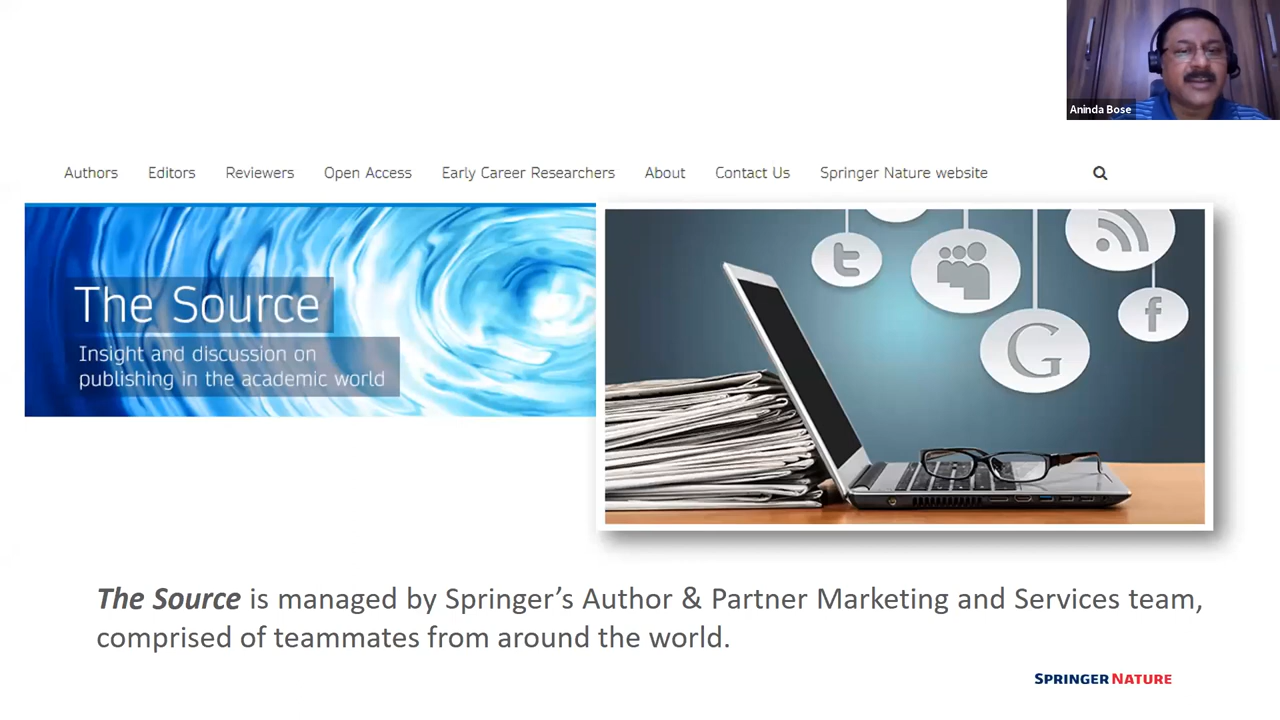 Aninda Bose
Authors Editors Reviewers Open Access Early Career Researchers About Contact Us Springer Nature website
The Source
Insight and discussion on
publishing in the academic world
t
G
f
The Source is managed by Springer’s Author & Partner Marketing and Services team,
comprised of teammates from around the world.
SPRINGER NATURE